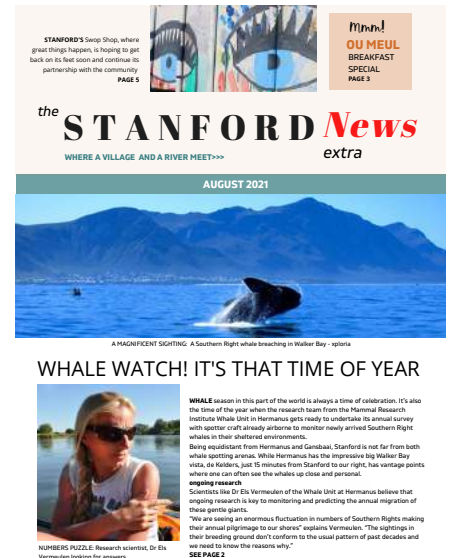 STANFORD'S Swop Shop, where
great things happen, is hoping to get
back on its feet soon and continue its
partnership with the community
PAGE 5
Mmm!
OU MEUL
BREAKFAST
SPECIAL
PAGE 3
the
STANFORD News
WHERE A VILLAGE AND A RIVER MEET>>>
extra
AUGUST 2021
A MAGNIFICENT SIGHTING: A Southern Right whale breaching in Walker Bay - xploria
WHALE WATCH! IT'S THAT TIME OF YEAR
WHALE season in this part of the world is always a time of celebration. It's also
the time of the year when the research team from the Mammal Research
Institute Whale Unit in Hermanus gets ready to undertake its annual survey
with spotter craft already airborne to monitor newly arrived Southern Right
whales in their sheltered environments.
Being equidistant from Hermanus and Gansbaai, Stanford is not far from both
whale spotting arenas. While Hermanus has the impressive big Walker Bay
vista, de Kelders, just 15 minutes from Stanford to our right, has vantage points
where one can often see the whales up close and personal.
ongoing research
Scientists like Dr Els Vermeulen of the Whale Unit at Hermanus believe that
ongoing research is key to monitoring and predicting the annual migration of
these gentle giants.
"We are seeing an enormous fluctuation in numbers of Southern Rights making
their annual pilgrimage to our shores" explains Vermeulen. "The sightings in
their breeding ground don't conform to the usual pattern of past decades and
we need to know the reasons why."
SEE PAGE 2
NUMBERS PUZZLE: Research scientist, Dr Els
Vermeulen looking for answers